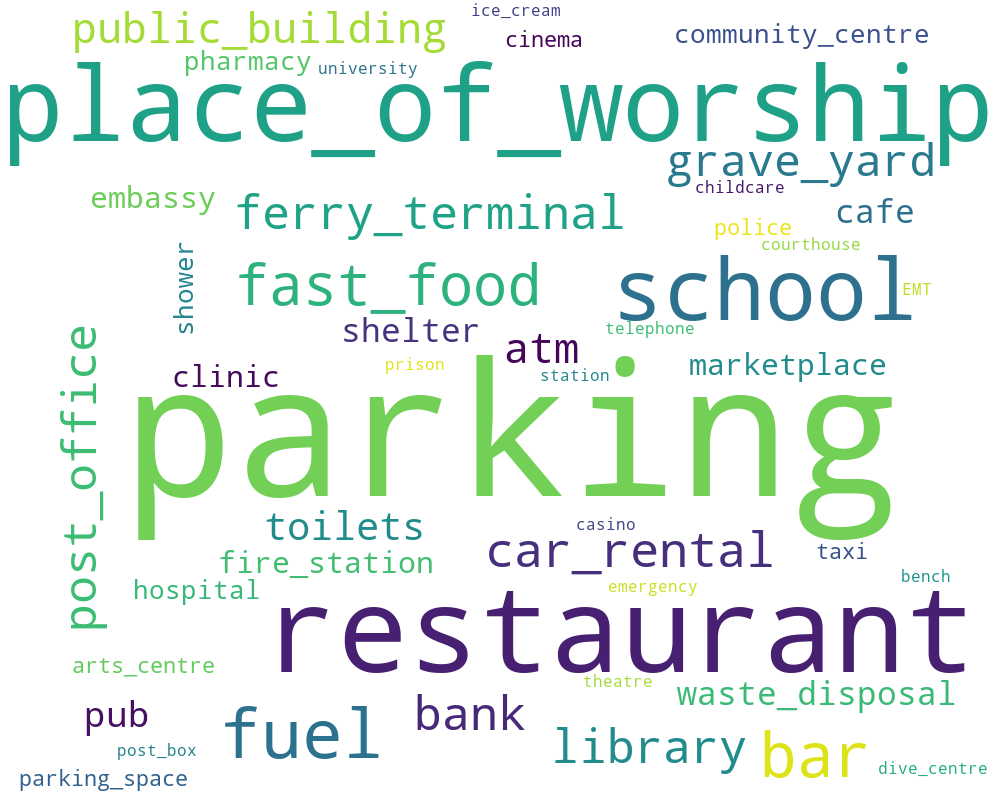 ice_cream
public_building
cinema
community_centre
pharmacy
university
place_of_worship
grave_yard
childcare
embassy
ferry_terminal
cafe
police
courthouse
shower
fast_food
school
EMT
shelter
telephone
atm
prison
station
marketplace
clinic
post_office
parking
toilets
casino
car_rental
taxi
fire_station
bench
hospital
emergency
restaurant
arts_centre
theatre
waste_disposal
pub
fuel
bank
library
bar
post_box
parking_space
dive_centre